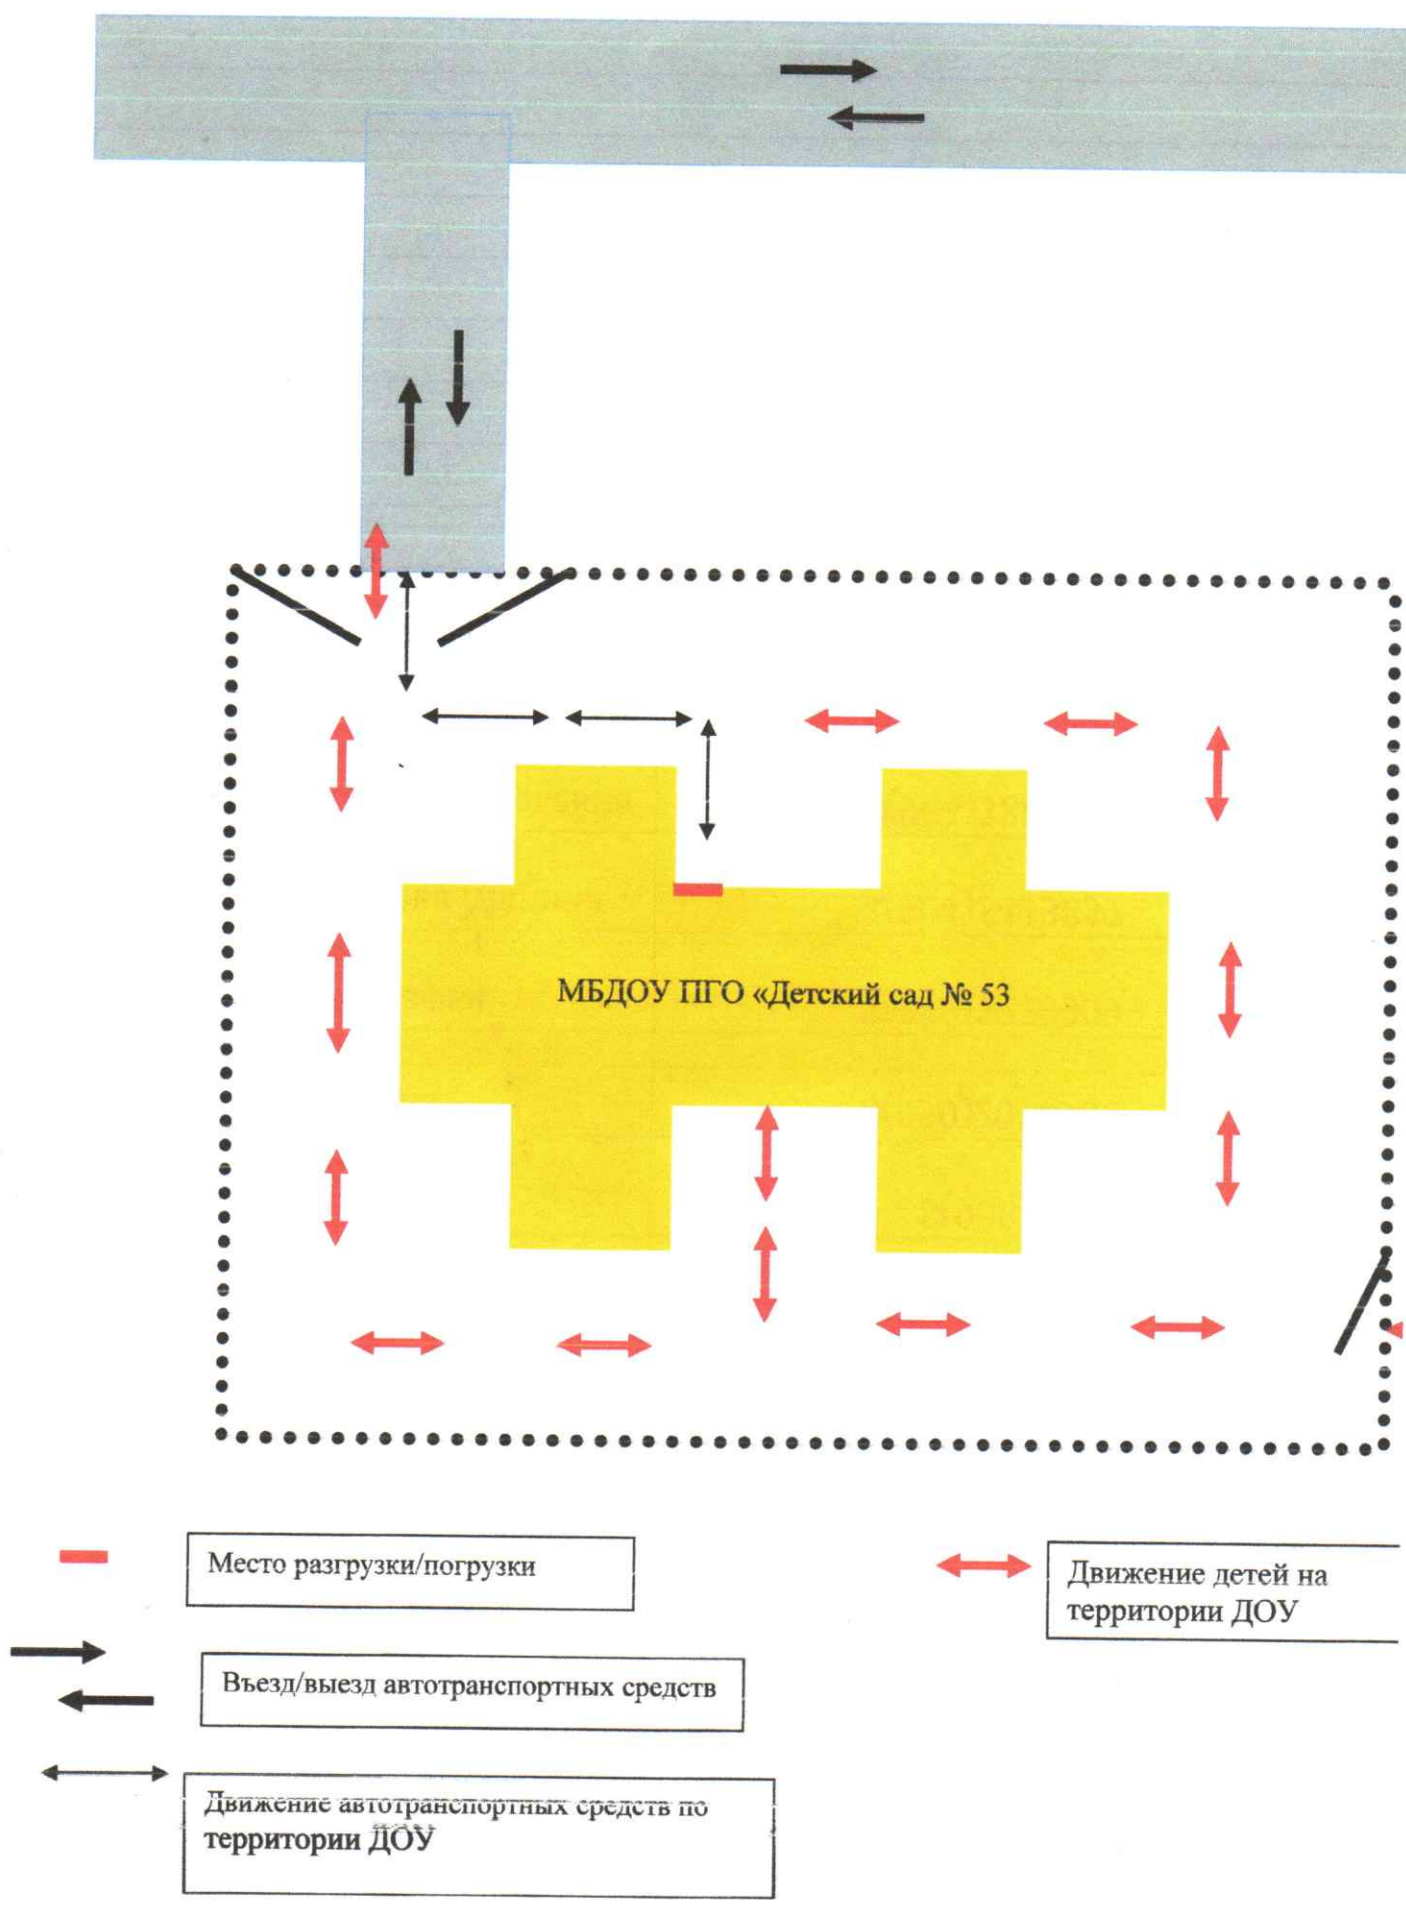 МБДОУ ПГО «Детский сад № 53
Место разгрузки/погрузки
Движение детей на
территории ДОУ
Въезд/выезд автотранспортных средств
Движение автотранспортных средств по
территории ДОУ